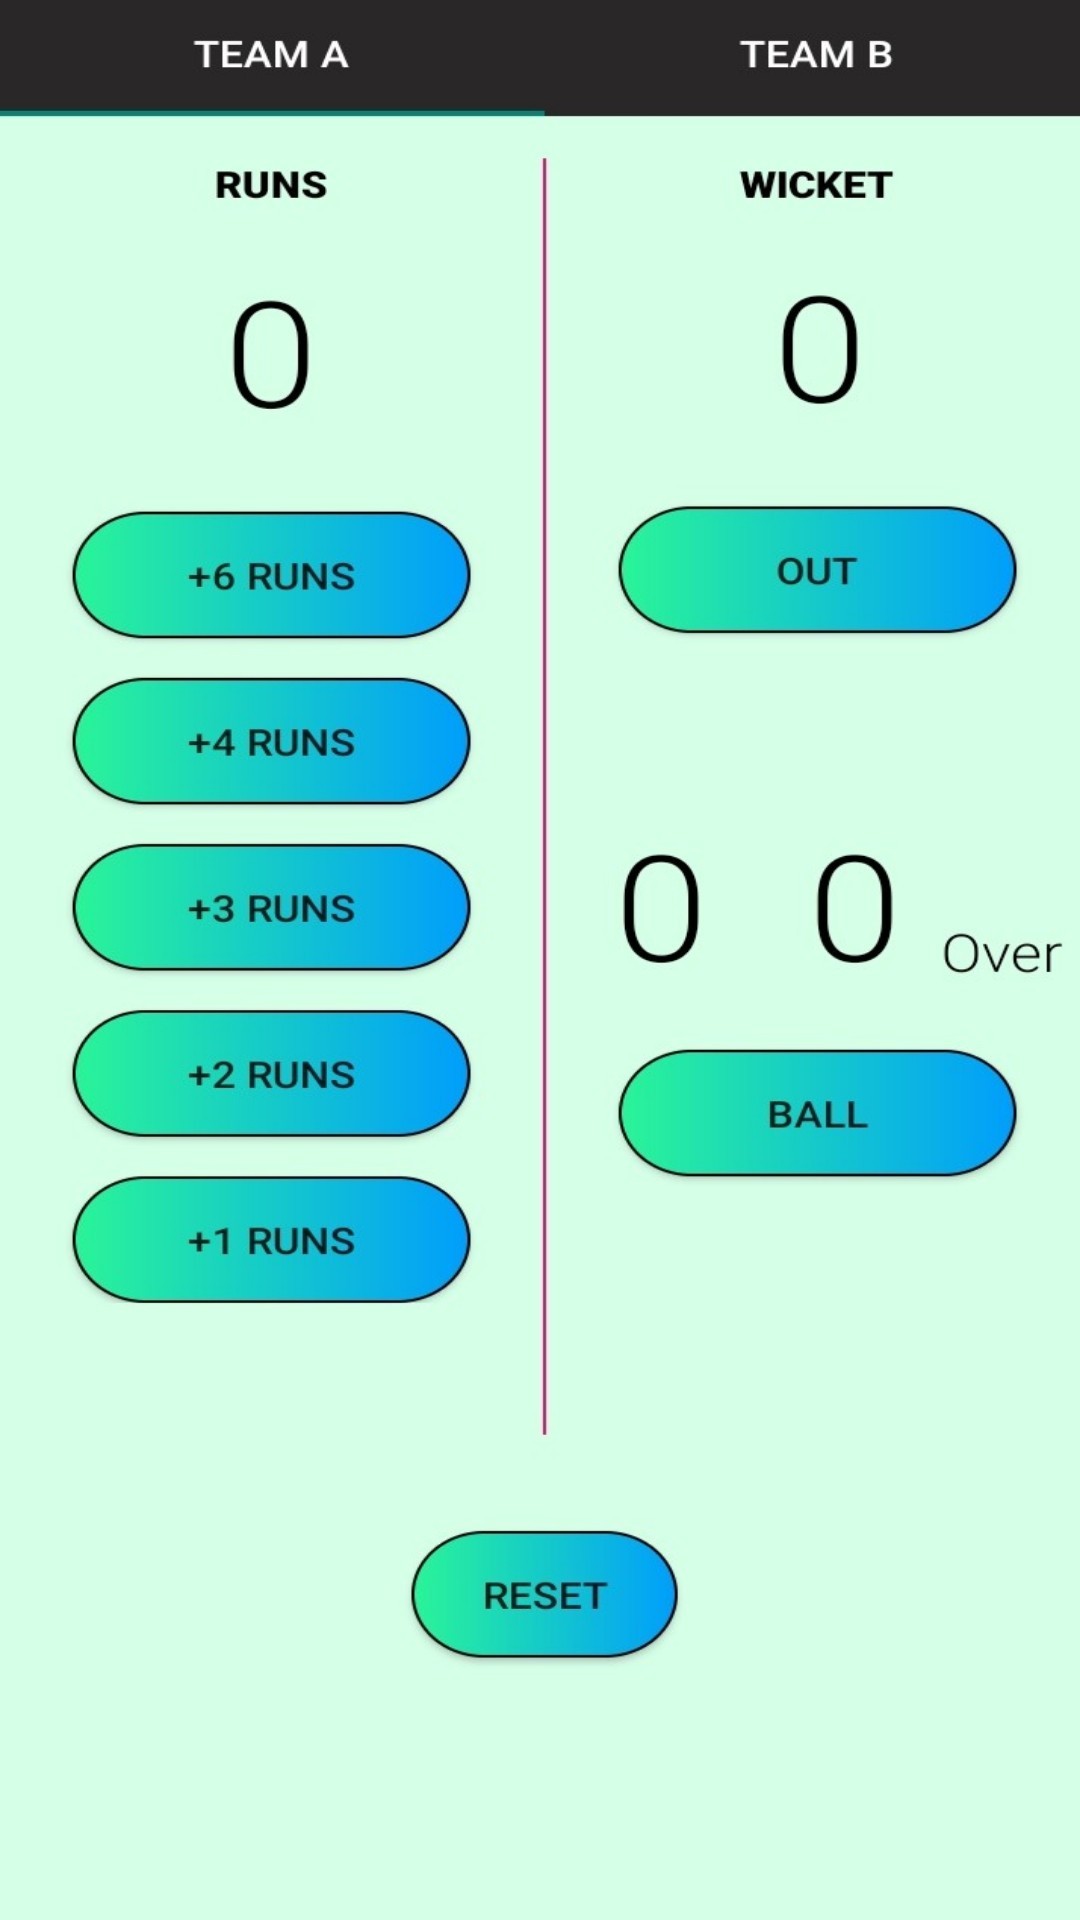 TEAM A TEAM B
RUNS WICKET
0 0
+6 RUNS OUT
+4 RUNS
+3 RUNS
0 0 Over
+2 RUNS BALL
+1 RUNS
RESET